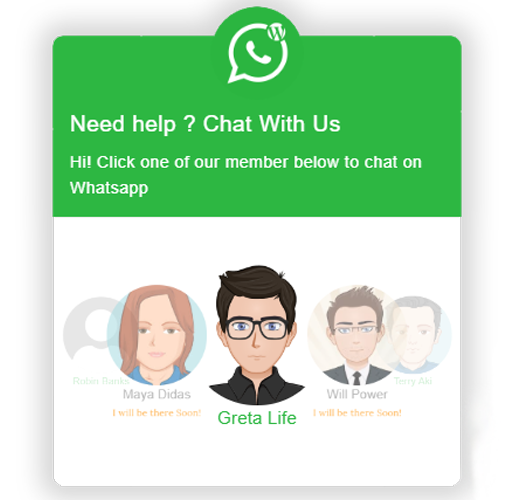 Need help ? Chat With Us
Hi! Click one of our member below to chat on
Whatsapp
Robin Banks
Maya Didas
I will be there Soon!
Greta Life
Will Power
I will be there Soon!
Terry Aki